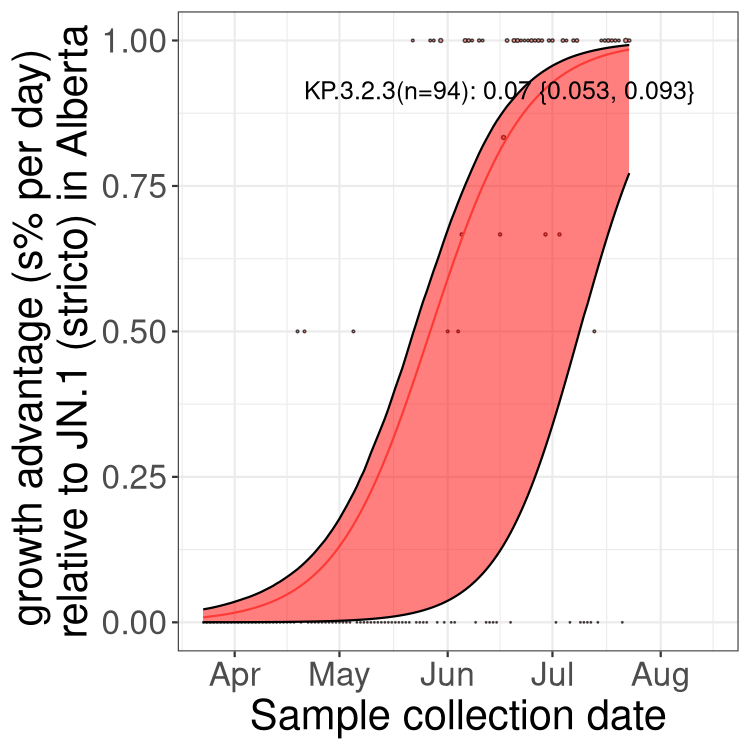 growth advantage (s% per day)
relative to JN.1 (stricto) in Alberta
1.00
0.75
0.50
0.25
0.00
KP.3.2.3(n=94): 0.07 {0.053, 0.093}
Apr May Jun Jul Aug
Sample collection date